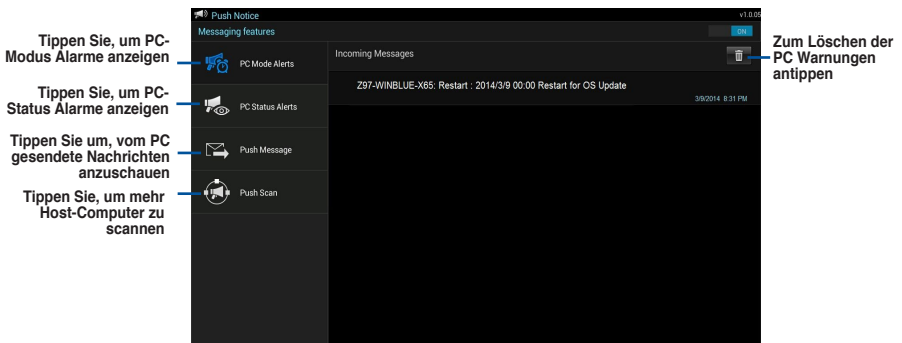 Push Notice
v1.0.05
Messaging features
ON
Tippen Sie, um PC-
Modus Alarme anzeigen
PC Mode Alerts
Incoming Messages
Zum Löschen der
PC Warnungen
antippen
Z97-WINBLUE-X65: Restart : 2014/3/9 00:00 Restart for OS Update
3/9/2014 8:31 PM
Tippen Sie, um PC-
Status Alarme anzeigen
PC Status Alerts
Tippen Sie um, vom PC
gesendete Nachrichten
anzuschauen
Push Message
Tippen Sie, um mehr
Host-Computer zu
scannen
Push Scan